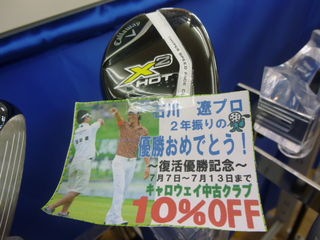 Callaway
X2
HOT
石川 遼プロ
２年振りの
優勝おめでとう！
～復活優勝記念～
７月７日～７月１３日まで
キャロウェイ中古クラブ
10%OFF